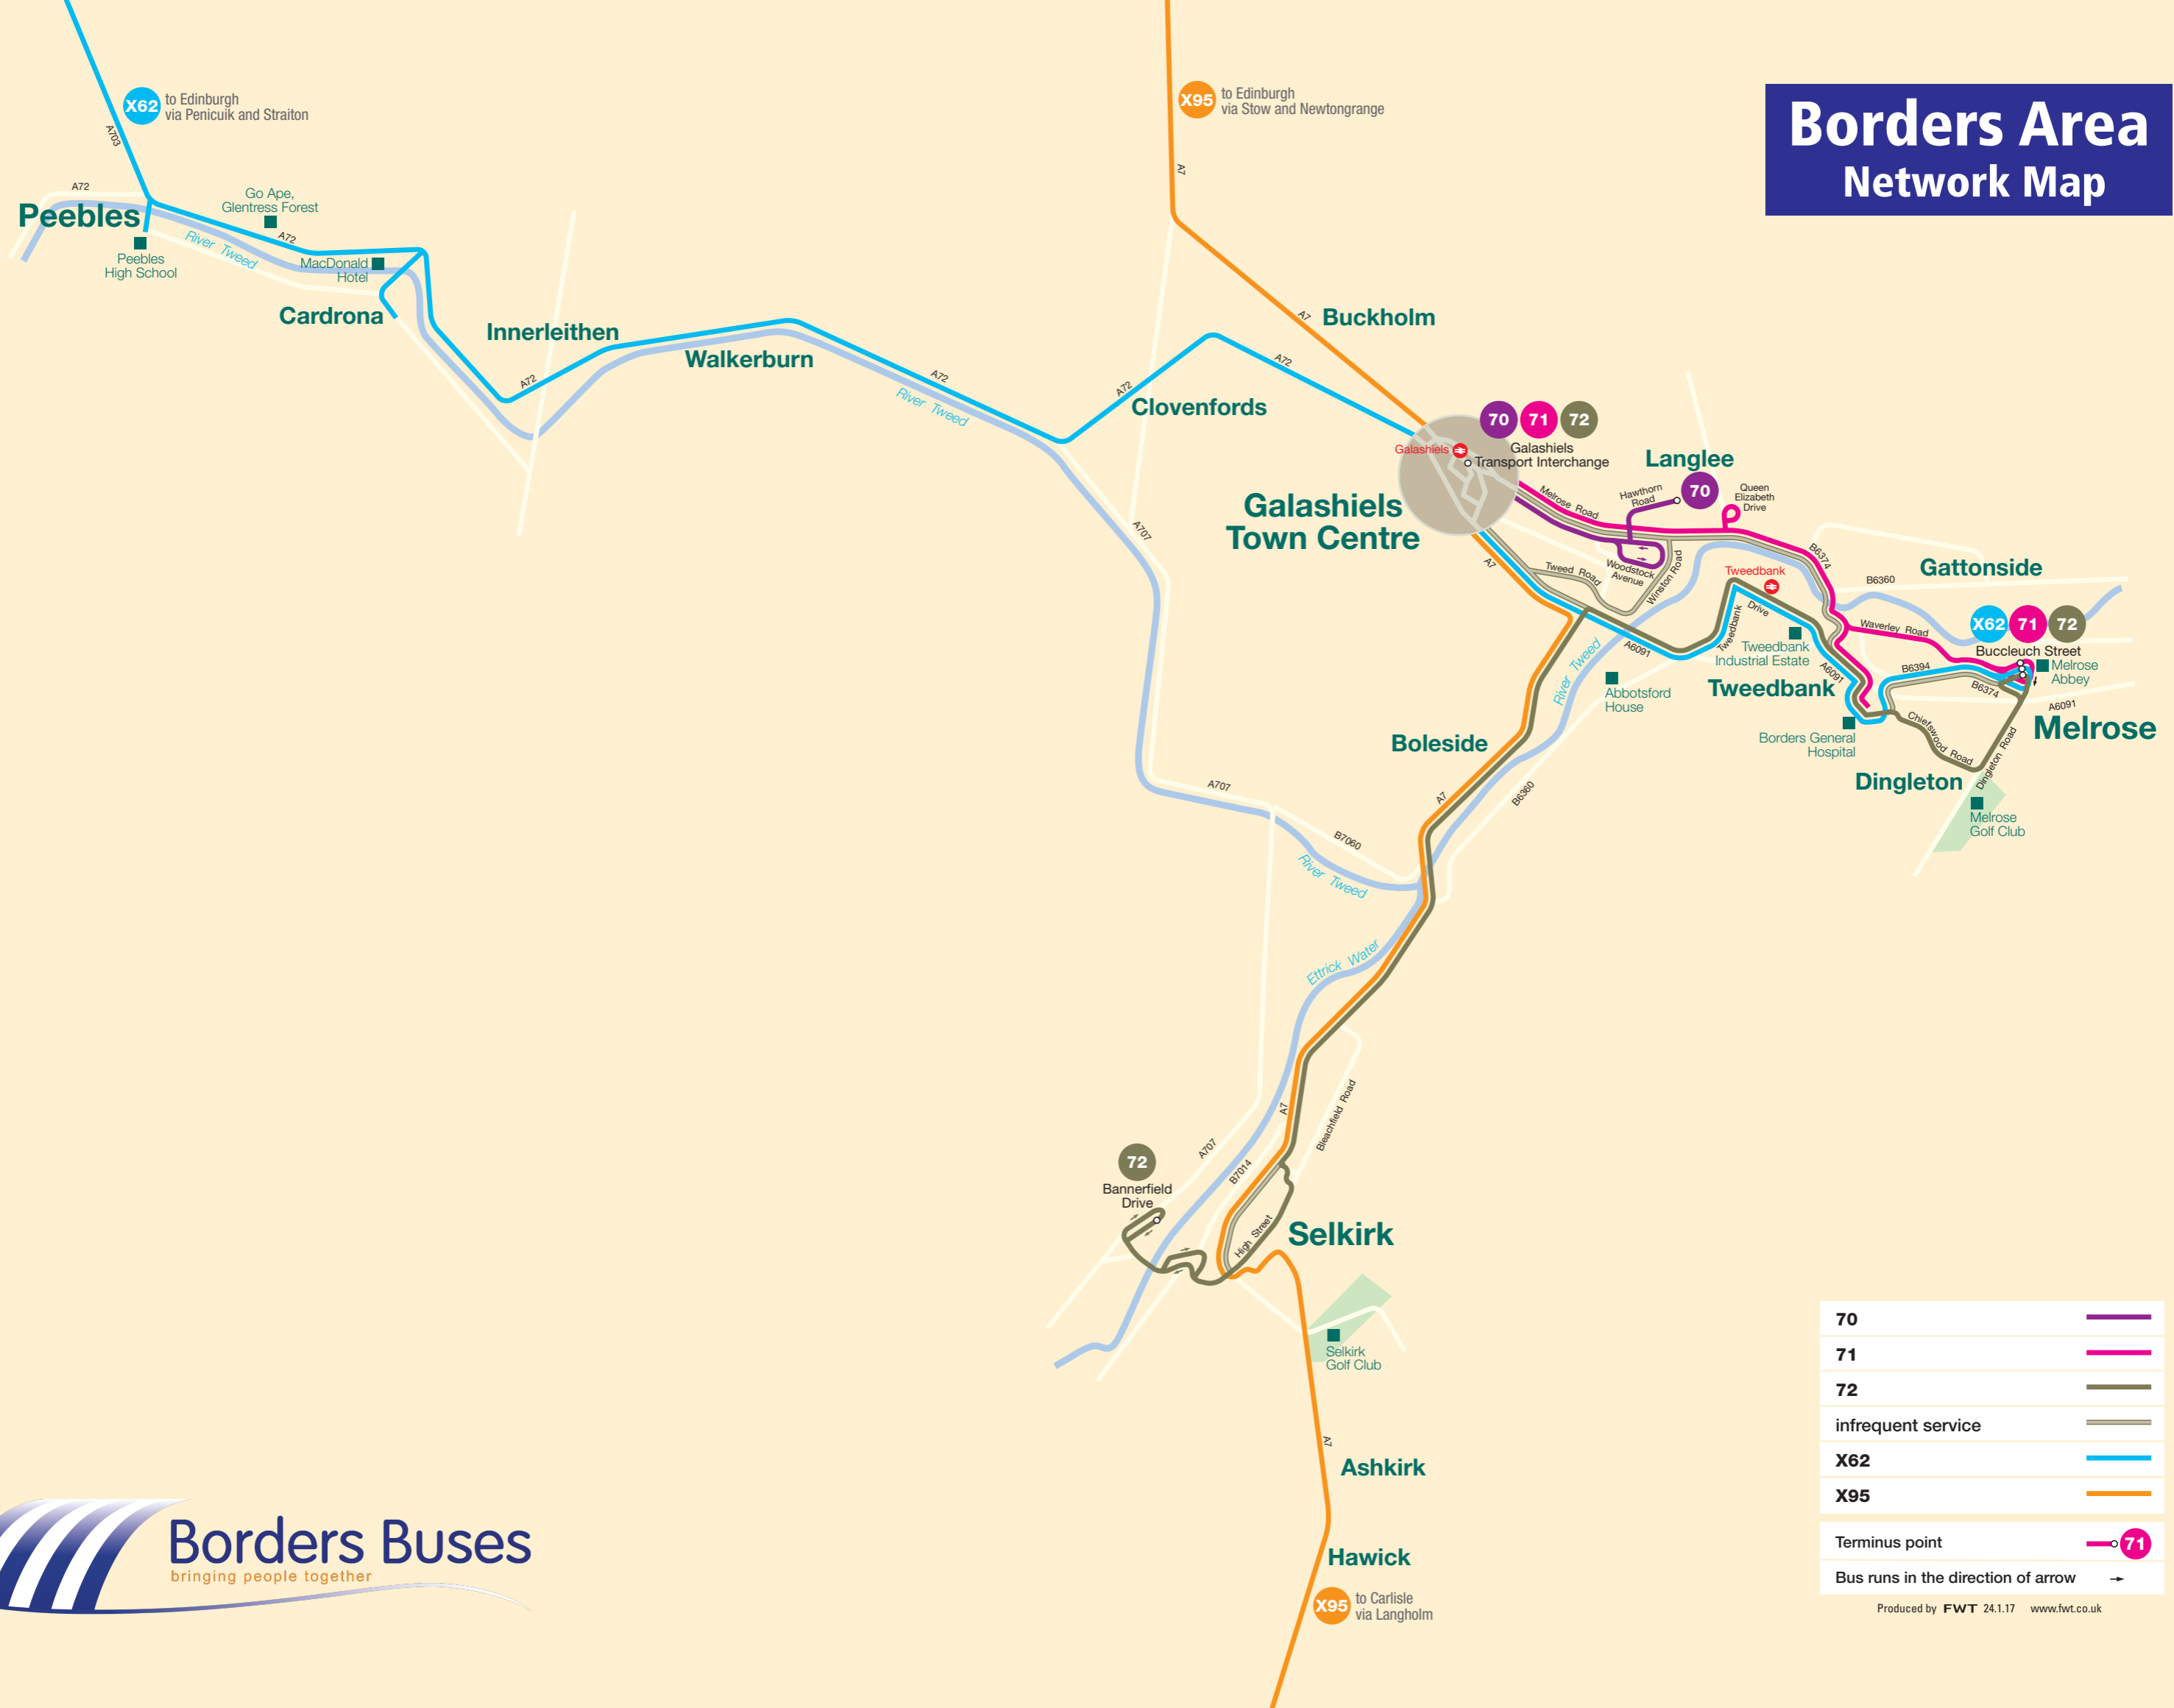 Borders Area
Network Map
X62
to Edinburgh
via Penicuik and Straiton
A703
X95
to Edinburgh
via Stow and Newtongrange
A7
A72
Peebles
Go Ape,
Glentress Forest
A72
River Tweed
Peebles
High School
MacDonald
Hotel
Cardrona
Innerleithen
A72
Walkerburn
A72
River Tweed
A72
Clovenfords
A72
A7
Buckholm
70
71
72
Galashiels
Galashiels
Transport Interchange
Galashiels
Town Centre
Langlee
70
Melrose Road
Hawthorn
Road
Queen
Elizabeth
Drive
Woodstock
Avenue
Winston Road
Tweed Road
A7
B6374
Gattonside
B6360
Tweedbank
Tweedbank
Drive
Tweedbank
Industrial Estate
A6091
Waverley Road
X62
71
72
Buccleuch Street
Melrose
Abbey
B6394
B6374
A6091
Melrose
Tweedbank
A6091
Borders General
Hospital
Chiefswood Road
Dingleton Road
Dingleton
Melrose
Golf Club
River Tweed
Abbotsford
House
Boleside
A7
B6360
A707
A707
B7060
River Tweed
Ettrick Water
A7
Bleachfield Road
A707
B7014
72
Bannerfield
Drive
High Street
Selkirk
Selkirk
Golf Club
A7
Ashkirk
Hawick
X95
to Carlisle
via Langholm
70
71
72
infrequent service
X62
X95
Terminus point
71
Bus runs in the direction of arrow
Produced by FWT 24.1.17 www.fwt.co.uk
Borders Buses
bringing people together